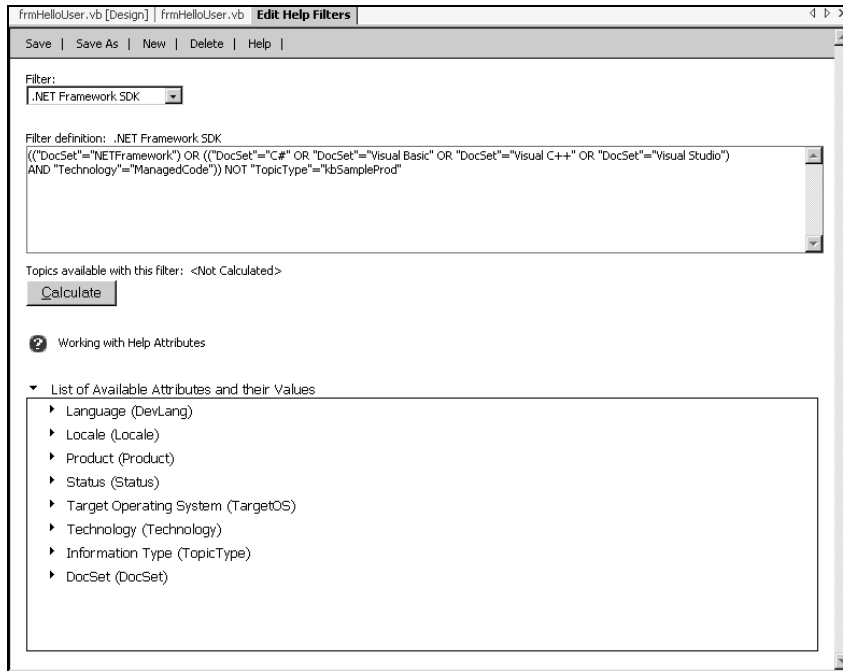 frmHelloUser.vb [Design] | frmHelloUser.vb Edit Help Filters
Save | Save As | New | Delete | Help |
Filter:
.NET Framework SDK
Filter definition: .NET Framework SDK
(("DocSet"="NETFramework") OR (("DocSet"="C#" OR "DocSet"="Visual Basic" OR "DocSet"="Visual C++" OR "DocSet"="Visual Studio")
AND "Technology"="ManagedCode")) NOT "TopicType"="kbSampleProd"
Topics available with this filter: <Not Calculated>
Calculate
Working with Help Attributes
List of Available Attributes and their Values
Language (DevLang)
Locale (Locale)
Product (Product)
Status (Status)
Target Operating System (TargetOS)
Technology (Technology)
Information Type (TopicType)
DocSet (DocSet)